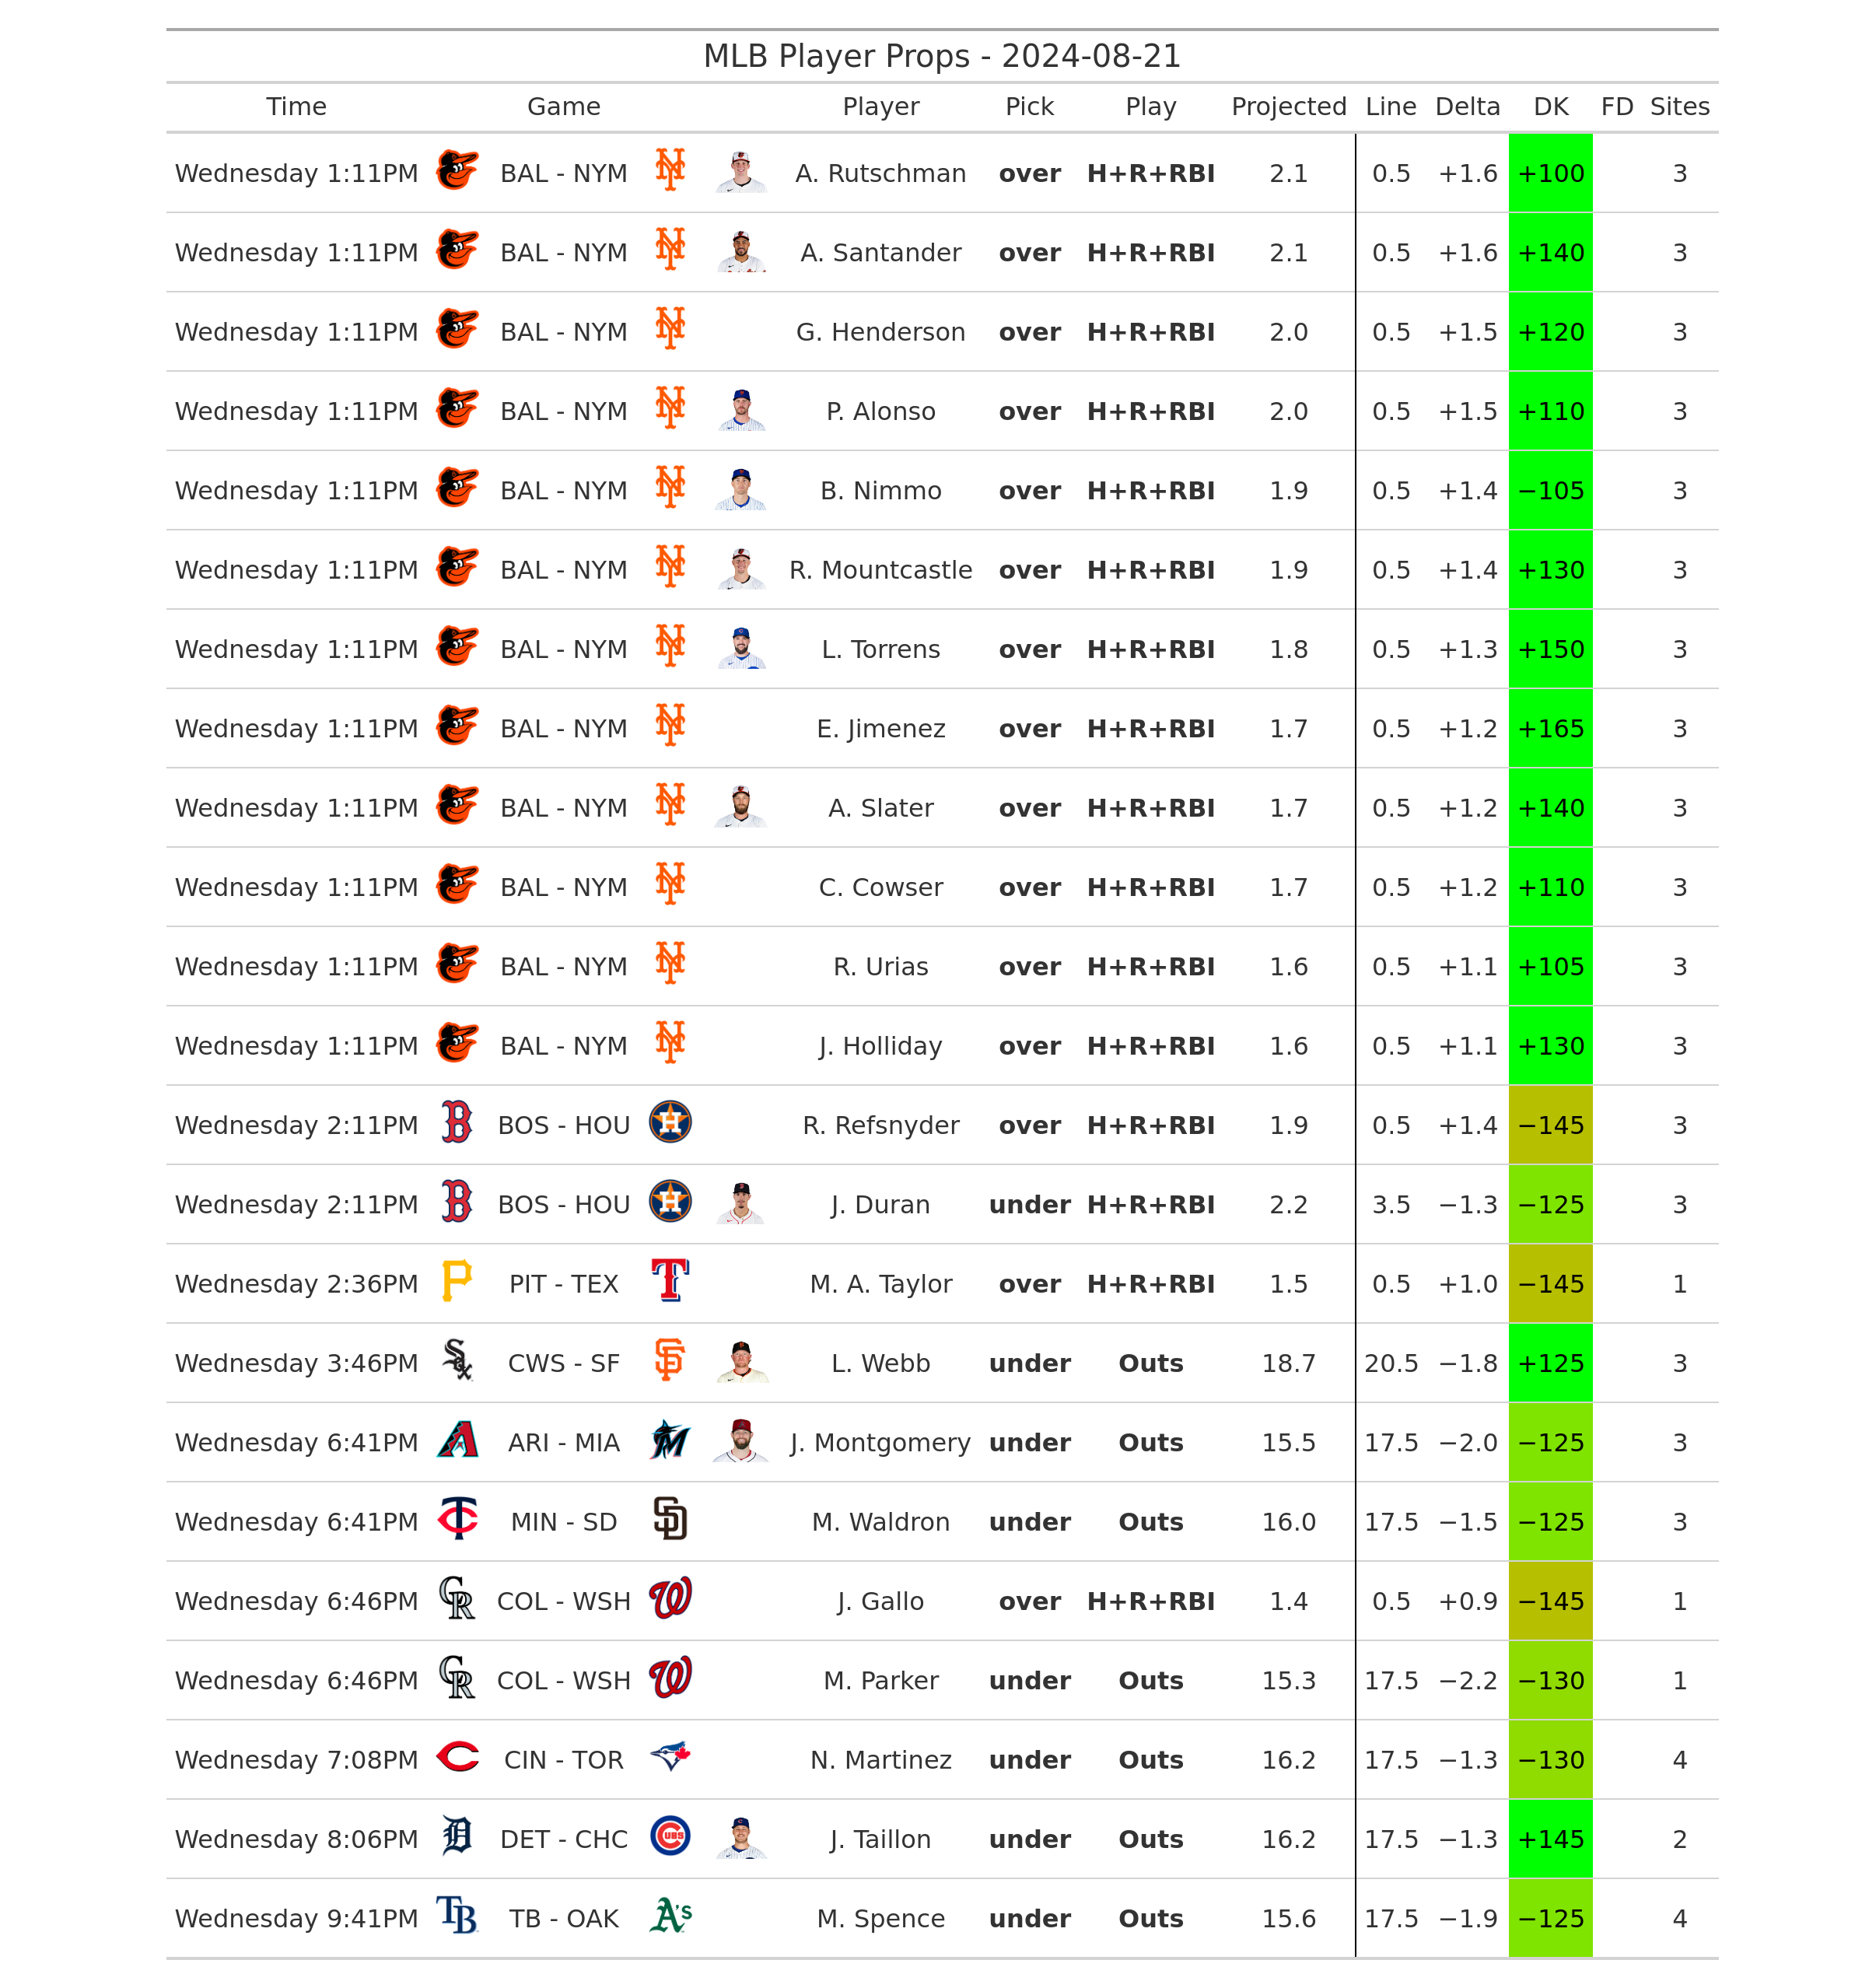 MLB Player Props - 2024-08-21
Time Game Player Pick Play Projected Line Delta DK FD Sites
Wednesday 1:11PM BAL - NYM A. Rutschman over H+R+RBI 2.1 0.5 +1.6 +100 3
Wednesday 1:11PM BAL - NYM A. Santander over H+R+RBI 2.1 0.5 +1.6 +140 3
Wednesday 1:11PM BAL - NYM G. Henderson over H+R+RBI 2.0 0.5 +1.5 +120 3
Wednesday 1:11PM BAL - NYM P. Alonso over H+R+RBI 2.0 0.5 +1.5 +110 3
Wednesday 1:11PM BAL - NYM B. Nimmo over H+R+RBI 1.9 0.5 +1.4 −105 3
Wednesday 1:11PM BAL - NYM R. Mountcastle over H+R+RBI 1.9 0.5 +1.4 +130 3
Wednesday 1:11PM BAL - NYM L. Torrens over H+R+RBI 1.8 0.5 +1.3 +150 3
Wednesday 1:11PM BAL - NYM E. Jimenez over H+R+RBI 1.7 0.5 +1.2 +165 3
Wednesday 1:11PM BAL - NYM A. Slater over H+R+RBI 1.7 0.5 +1.2 +140 3
Wednesday 1:11PM BAL - NYM C. Cowser over H+R+RBI 1.7 0.5 +1.2 +110 3
Wednesday 1:11PM BAL - NYM R. Urias over H+R+RBI 1.6 0.5 +1.1 +105 3
Wednesday 1:11PM BAL - NYM J. Holliday over H+R+RBI 1.6 0.5 +1.1 +130 3
Wednesday 2:11PM BOS - HOU R. Refsnyder over H+R+RBI 1.9 0.5 +1.4 −145 3
Wednesday 2:11PM BOS - HOU J. Duran under H+R+RBI 2.2 3.5 −1.3 −125 3
Wednesday 2:36PM PIT - TEX M. A. Taylor over H+R+RBI 1.5 0.5 +1.0 −145 1
Wednesday 3:46PM CWS - SF L. Webb under Outs 18.7 20.5 −1.8 +125 3
Wednesday 6:41PM ARI - MIA J. Montgomery under Outs 15.5 17.5 −2.0 −125 3
Wednesday 6:41PM MIN - SD M. Waldron under Outs 16.0 17.5 −1.5 −125 3
Wednesday 6:46PM COL - WSH J. Gallo over H+R+RBI 1.4 0.5 +0.9 −145 1
Wednesday 6:46PM COL - WSH M. Parker under Outs 15.3 17.5 −2.2 −130 1
Wednesday 7:08PM CIN - TOR N. Martinez under Outs 16.2 17.5 −1.3 −130 4
Wednesday 8:06PM DET - CHC J. Taillon under Outs 16.2 17.5 −1.3 +145 2
Wednesday 9:41PM TB - OAK M. Spence under Outs 15.6 17.5 −1.9 −125 4